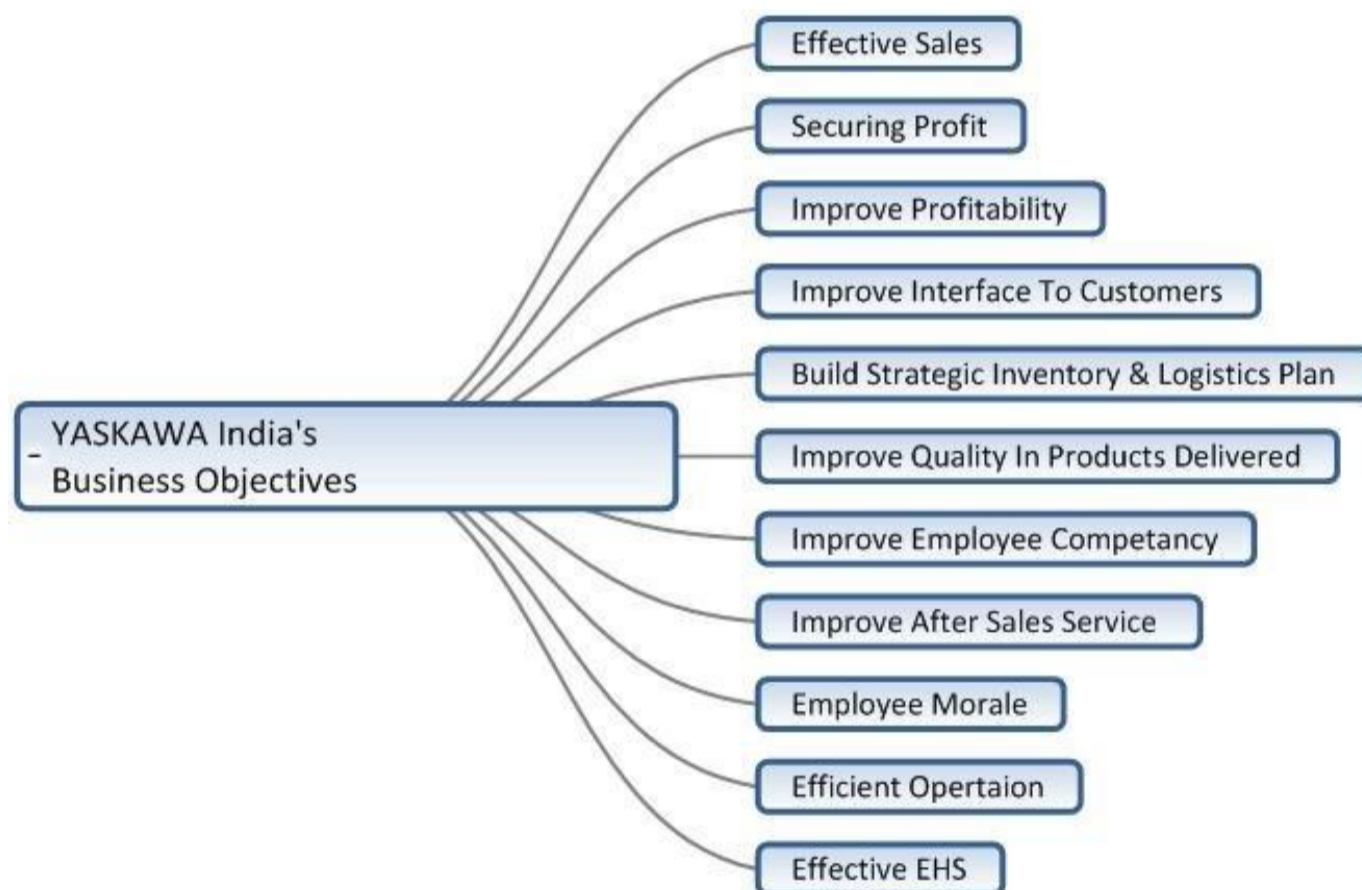 Effective Sales
Securing Profit
Improve Profitability
Improve Interface To Customers
Build Strategic Inventory & Logistics Plan
YASKAWA India's
Business Objectives
Improve Quality In Products Delivered
Improve Employee Competancy
Improve After Sales Service
Employee Morale
Efficient Opertaion
Effective EHS